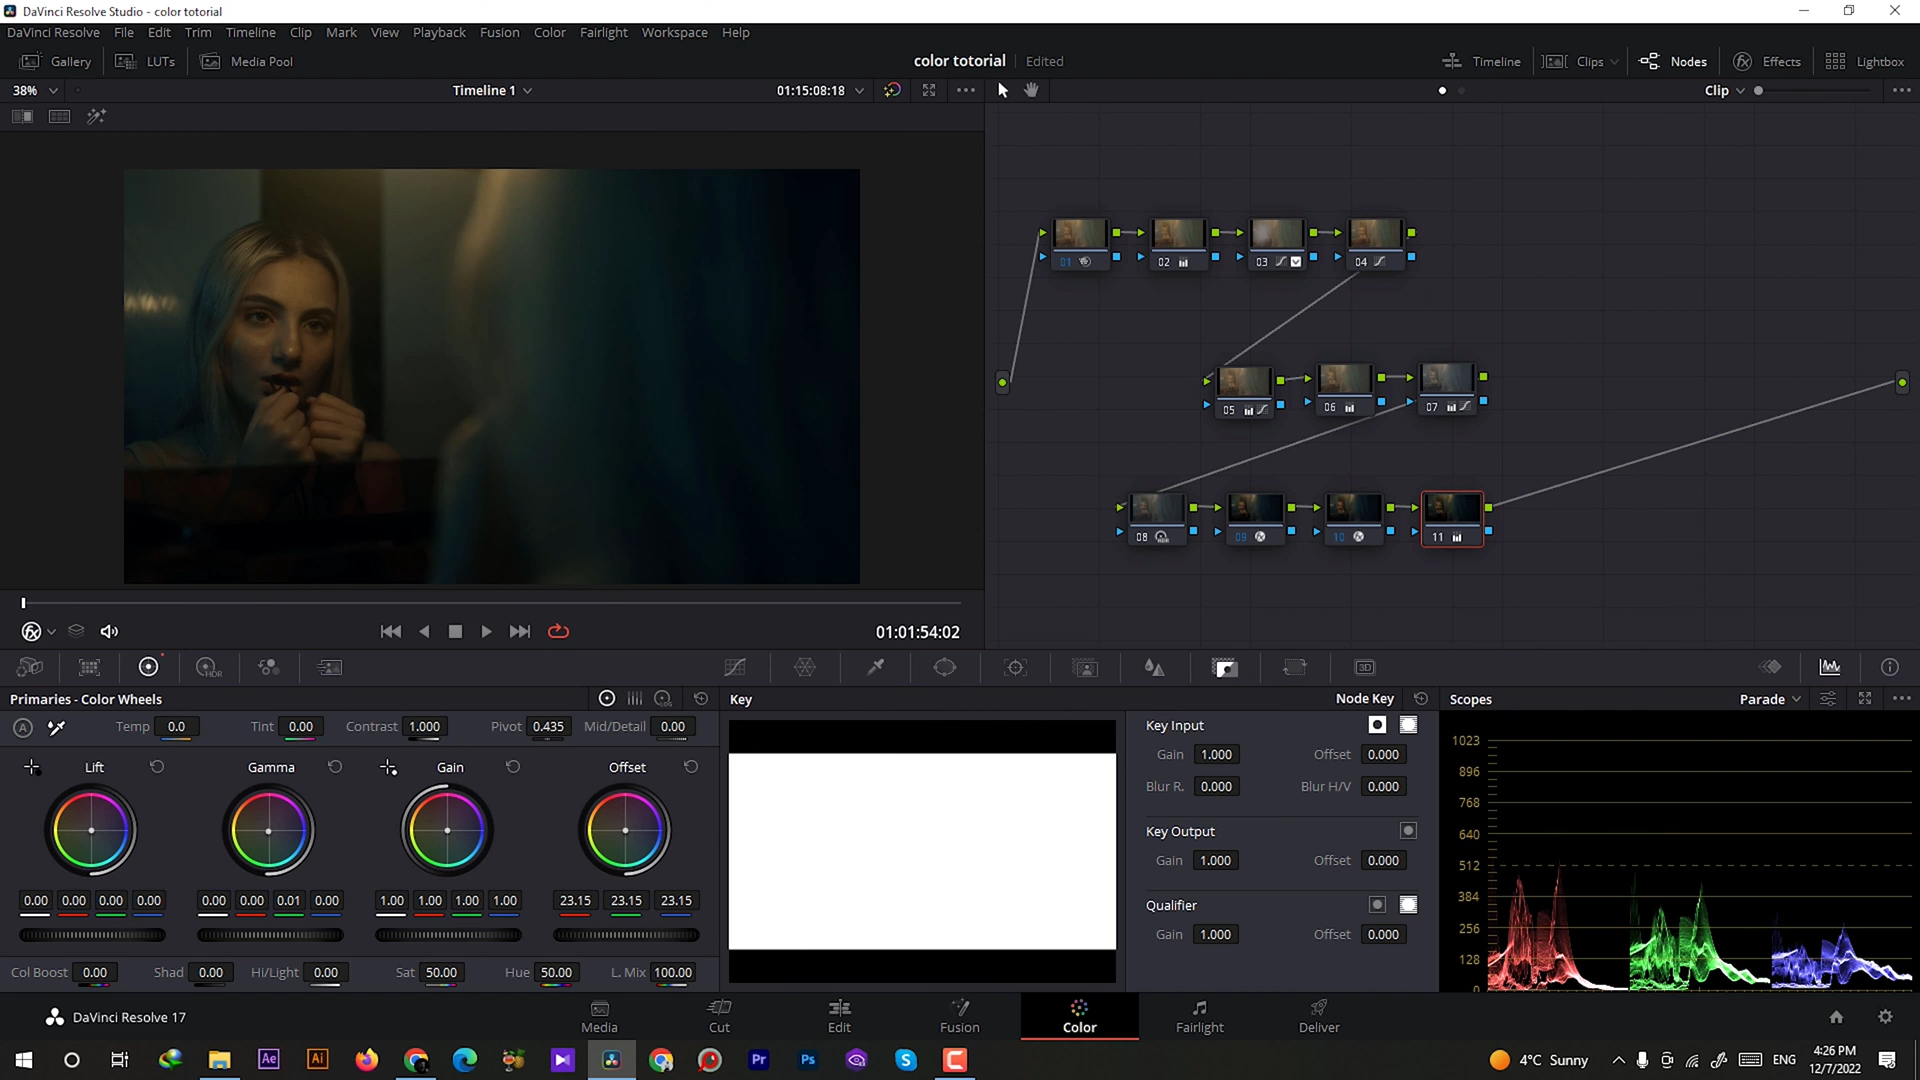 DaVinci Resolve Studio - color totorial
DaVinci Resolve File Edit Trim Timeline Clip Mark View Playback Fusion Color Fairlight Workspace Help
Gallery LUTs Media Pool color totorial Edited Timeline Clips Nodes Effects Lightbox
38% Timeline 1 01:15:08:18 Clip
01 02 03 04
05 06 07
08 HDR 09 10 11
01:01:54:02
HDR 3D
Primaries - Color Wheels LOG Key Node Key Scopes Parade
A Temp 0.0 Tint 0.00 Contrast 1.000 Pivot 0.435 Mid/Detail 0.00
Lift Gamma Gain Offset
0.00 0.00 0.00 0.00 0.00 0.00 0.01 0.00 1.00 1.00 1.00 1.00 23.15 23.15 23.15
Col Boost 0.00 Shad 0.00 Hi/Light 0.00 Sat 50.00 Hue 50.00 L. Mix 100.00
Key Input
Gain 1.000 Offset 0.000
Blur R. 0.000 Blur H/V 0.000
Key Output
Gain 1.000 Offset 0.000
Qualifier
Gain 1.000 Offset 0.000
1023
896
768
640
512
384
256
128
0
DaVinci Resolve 17 Media Cut Edit Fusion Color Fairlight Deliver
Ae Ai Pr Ps S 4°C Sunny ENG 4:26 PM
12/7/2022